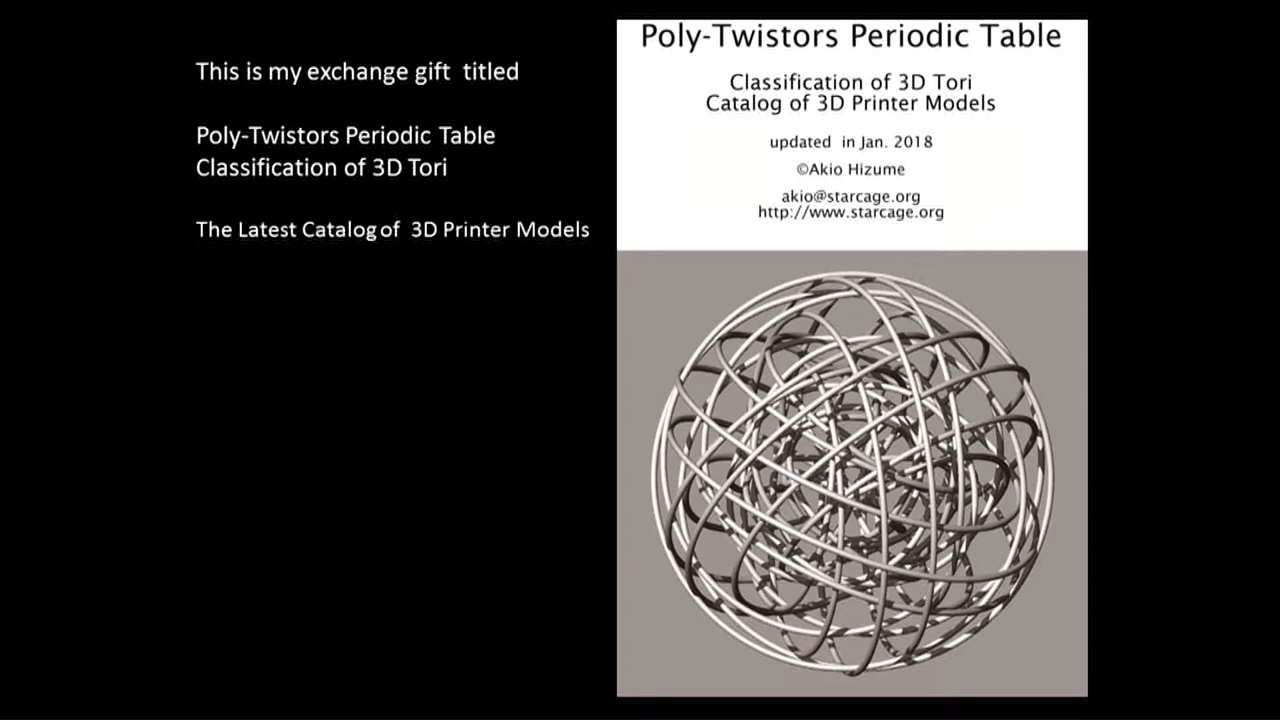 This is my exchange gift titled
Poly-Twistors Periodic Table
Classification of 3D Tori
The Latest Catalog of 3D Printer Models
Poly-Twistors Periodic Table
Classification of 3D Tori
Catalog of 3D Printer Models
updated in Jan. 2018
©Akio Hizume
akio@starcage.org
http://www.starcage.org